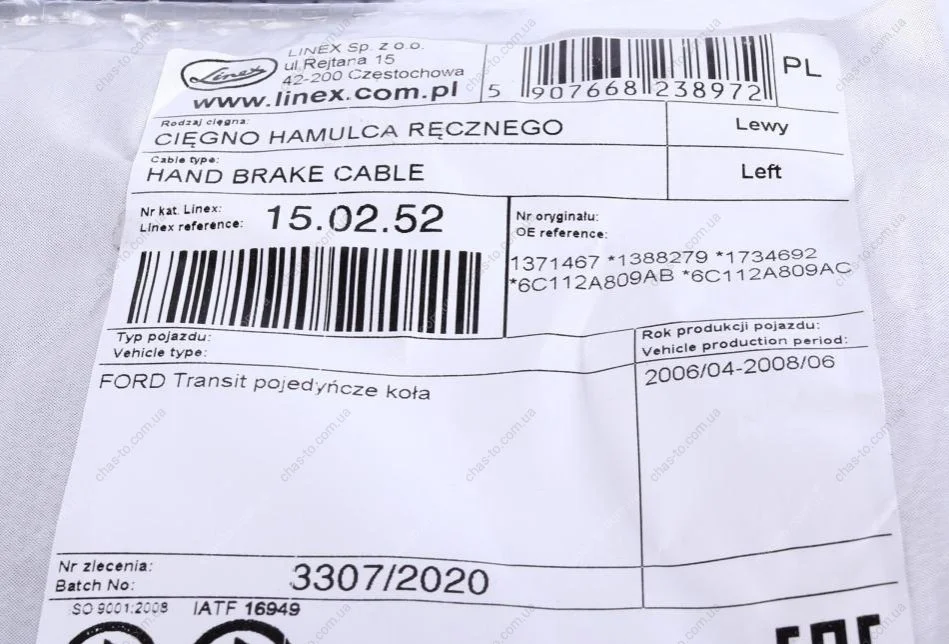 Linex
LINEX Sp. z o.o.
ul.Rejtana 15
42-200 Częstochowa
www.linex.com.pl
5 907668 238972
PL
Rodzaj cięgna:
CIĘGNO HAMULCA RĘCZNEGO
Lewy
Cable type:
HAND BRAKE CABLE
Left
Nr kat. Linex:
Linex reference:
15.02.52
Nr oryginału:
OE reference:
1371467 *1388279 *1734692
*6C112A809AB *6C112A809AC
Typ pojazdu:
Vehicle type:
FORD Transit pojedyńcze koła
Rok produkcji pojazdu:
Vehicle production period:
2006/04-2008/06
Nr zlecenia:
Batch No:
3307/2020
SO 9001:2008 IATF 16949
chas-to.com.ua